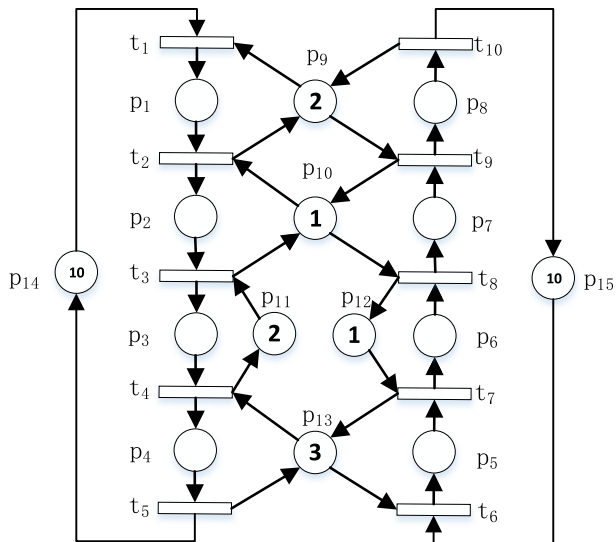 t₁
p₉
t₁₀
p₁
2
p₈
t₂
p₁₀
t₉
p₂
1
p₇
p₁₄
10
t₃
t₈
10
p₁₅
p₁₁
p₁₂
p₃
2
1
p₆
t₄
t₇
p₁₃
p₄
3
p₅
t₅
t₆